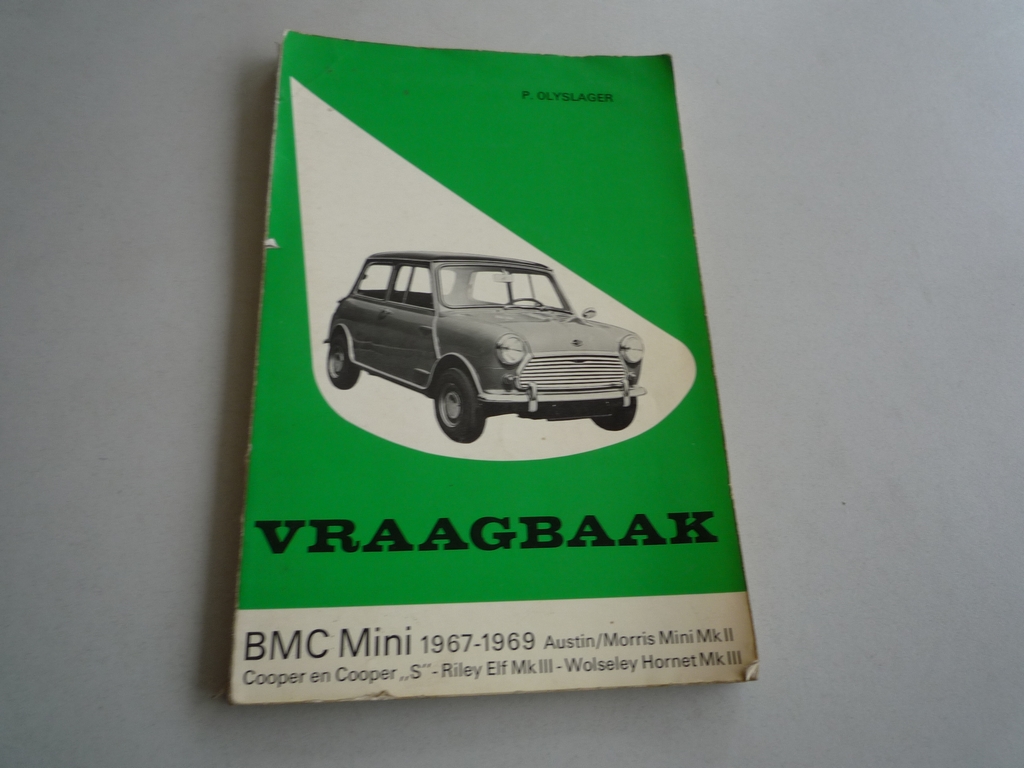 P. OLYSLAGER
VRAAGBAAK
BMC Mini 1967-1969 Austin/Morris Mini Mk II
Cooper en Cooper „S" - Riley Elf Mk III - Wolseley Hornet Mk III